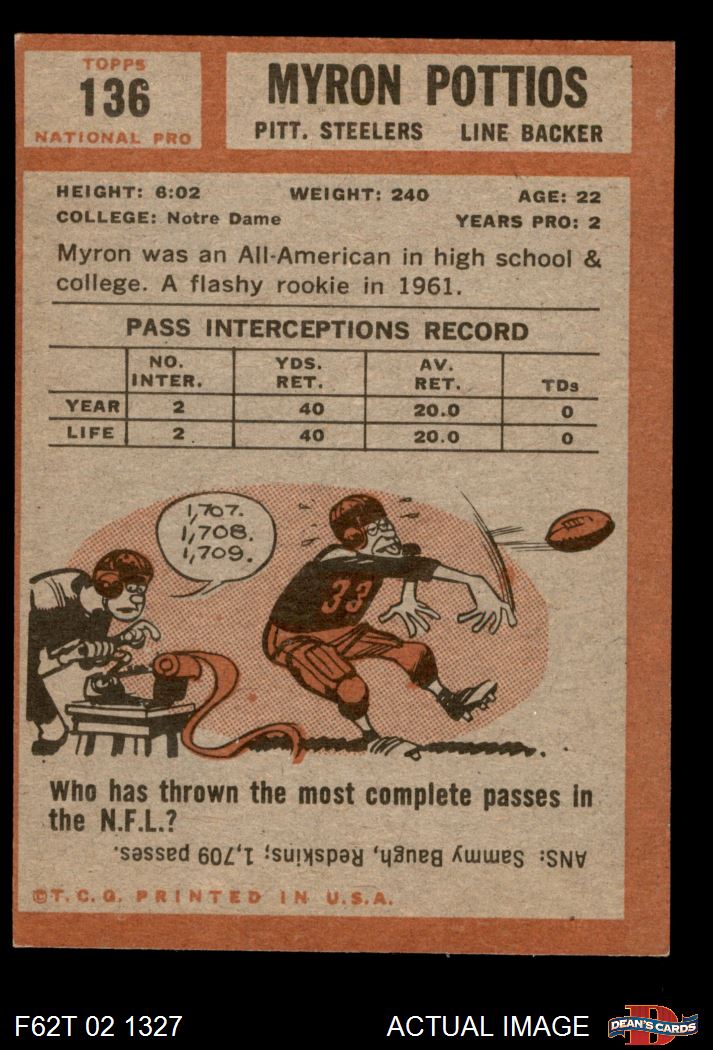 TOPPS
136
NATIONAL PRO
MYRON POTTIOS
PITT. STEELERS LINE BACKER
HEIGHT: 6:02 WEIGHT: 240 AGE: 22
COLLEGE: Notre Dame YEARS PRO: 2
Myron was an All-American in high school &
college. A flashy rookie in 1961.
PASS INTERCEPTIONS RECORD
NO. YDS. AV.
INTER. RET. RET. TDs
YEAR 2 40 20.0 0
LIFE 2 40 20.0 0
1,707.
1,708.
1,709.
33
Who has thrown the most complete passes in
the N.F.L.?
ANS: Sammy Baugh, Redskins; 1,709 passes.
©T.C.G. PRINTED IN U.S.A.
F62T 02 1327 ACTUAL IMAGE
D
DEAN'S CARDS